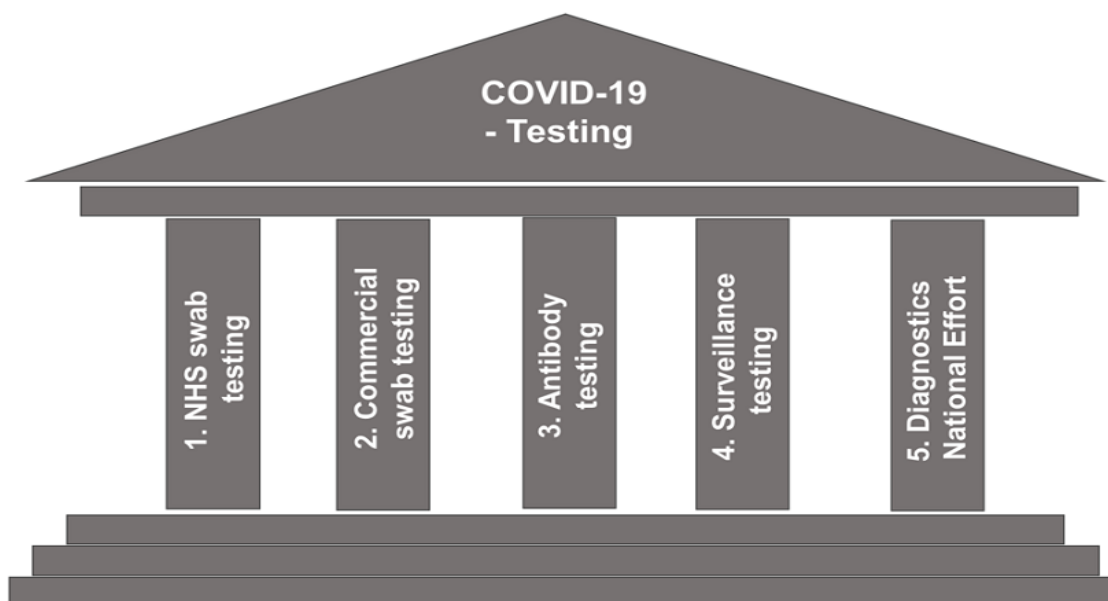 COVID-19
- Testing
1. NHS swab
testing
2. Commercial
swab testing
3. Antibody
testing
4. Surveillance
testing
5. Diagnostics
National Effort